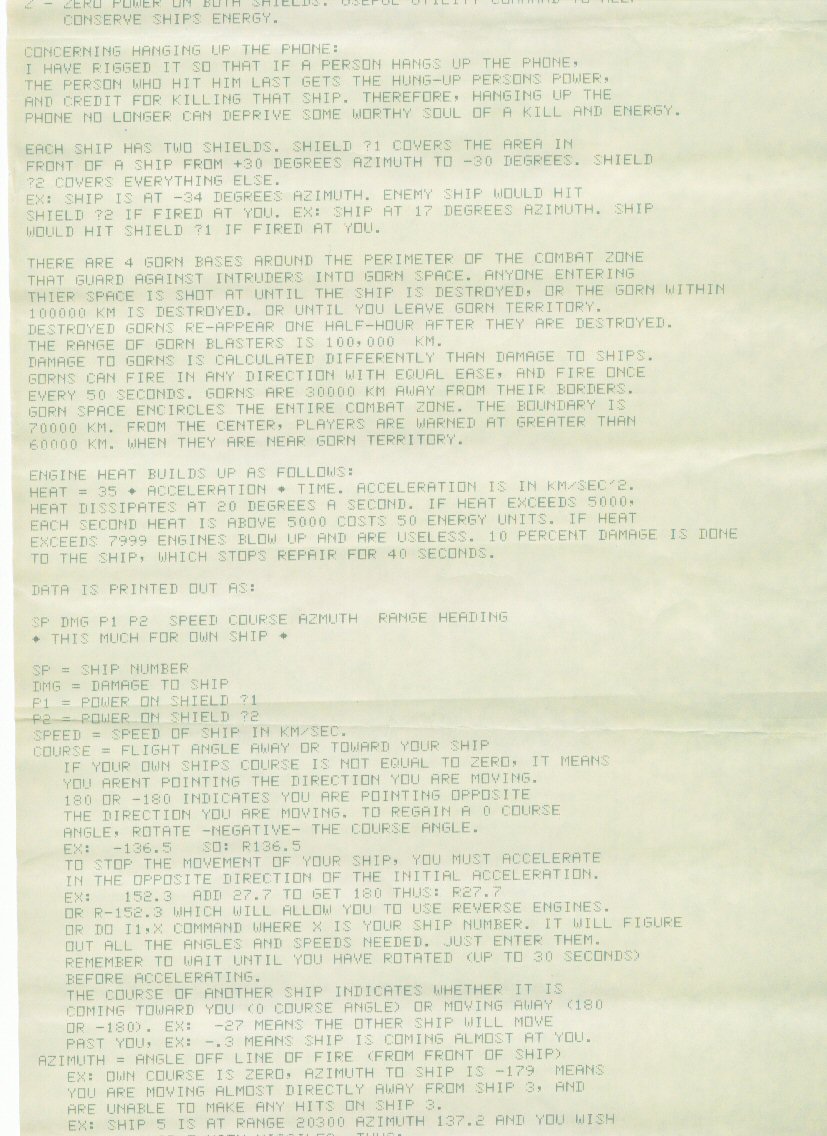 Z - ZERO POWER ON BOTH SHIELDS. USEFUL UTILITY COMMAND TO HELP
CONSERVE SHIPS ENERGY.
CONCERNING HANGING UP THE PHONE:
I HAVE RIGGED IT SO THAT IF A PERSON HANGS UP THE PHONE,
THE PERSON WHO HIT HIM LAST GETS THE HUNG-UP PERSONS POWER,
AND CREDIT FOR KILLING THAT SHIP. THEREFORE, HANGING UP THE
PHONE NO LONGER CAN DEPRIVE SOME WORTHY SOUL OF A KILL AND ENERGY.
EACH SHIP HAS TWO SHIELDS. SHIELD ?1 COVERS THE AREA IN
FRONT OF A SHIP FROM +30 DEGREES AZIMUTH TO -30 DEGREES. SHIELD
?2 COVERS EVERYTHING ELSE.
EX: SHIP IS AT -34 DEGREES AZIMUTH. ENEMY SHIP WOULD HIT
SHIELD ?2 IF FIRED AT YOU. EX: SHIP AT 17 DEGREES AZIMUTH. SHIP
WOULD HIT SHIELD ?1 IF FIRED AT YOU.
THERE ARE 4 GORN BASES AROUND THE PERIMETER OF THE COMBAT ZONE
THAT GUARD AGAINST INTRUDERS INTO GORN SPACE. ANYONE ENTERING
THIER SPACE IS SHOT AT UNTIL THE SHIP IS DESTROYED, OR THE GORN WITHIN
100000 KM IS DESTROYED. OR UNTIL YOU LEAVE GORN TERRITORY.
DESTROYED GORNS RE-APPEAR ONE HALF-HOUR AFTER THEY ARE DESTROYED.
THE RANGE OF GORN BLASTERS IS 100,000 KM.
DAMAGE TO GORNS IS CALCULATED DIFFERENTLY THAN DAMAGE TO SHIPS.
GORNS CAN FIRE IN ANY DIRECTION WITH EQUAL EASE, AND FIRE ONCE
EVERY 50 SECONDS. GORNS ARE 30000 KM AWAY FROM THEIR BORDERS.
GORN SPACE ENCIRCLES THE ENTIRE COMBAT ZONE. THE BOUNDARY IS
70000 KM. FROM THE CENTER, PLAYERS ARE WARNED AT GREATER THAN
60000 KM. WHEN THEY ARE NEAR GORN TERRITORY.
ENGINE HEAT BUILDS UP AS FOLLOWS:
HEAT = 35 * ACCELERATION * TIME. ACCELERATION IS IN KM/SEC^2.
HEAT DISSIPATES AT 20 DEGREES A SECOND. IF HEAT EXCEEDS 5000,
EACH SECOND HEAT IS ABOVE 5000 COSTS 50 ENERGY UNITS. IF HEAT
EXCEEDS 7999 ENGINES BLOW UP AND ARE USELESS. 10 PERCENT DAMAGE IS DONE
TO THE SHIP, WHICH STOPS REPAIR FOR 40 SECONDS.
DATA IS PRINTED OUT AS:
SP DMG P1 P2 SPEED COURSE AZMUTH RANGE HEADING
* THIS MUCH FOR OWN SHIP *
SP = SHIP NUMBER
DMG = DAMAGE TO SHIP
P1 = POWER ON SHIELD ?1
P2 = POWER ON SHIELD ?2
SPEED = SPEED OF SHIP IN KM/SEC.
COURSE = FLIGHT ANGLE AWAY OR TOWARD YOUR SHIP
IF YOUR OWN SHIPS COURSE IS NOT EQUAL TO ZERO, IT MEANS
YOU ARENT POINTING THE DIRECTION YOU ARE MOVING.
180 OR -180 INDICATES YOU ARE POINTING OPPOSITE
THE DIRECTION YOU ARE MOVING. TO REGAIN A 0 COURSE
ANGLE, ROTATE -NEGATIVE- THE COURSE ANGLE.
EX: -136.5 SO: R136.5
TO STOP THE MOVEMENT OF YOUR SHIP, YOU MUST ACCELERATE
IN THE OPPOSITE DIRECTION OF THE INITIAL ACCELERATION.
EX: 152.3 ADD 27.7 TO GET 180 THUS: R27.7
OR R-152.3 WHICH WILL ALLOW YOU TO USE REVERSE ENGINES.
OR DO I1,X COMMAND WHERE X IS YOUR SHIP NUMBER. IT WILL FIGURE
OUT ALL THE ANGLES AND SPEEDS NEEDED. JUST ENTER THEM.
REMEMBER TO WAIT UNTIL YOU HAVE ROTATED (UP TO 30 SECONDS)
BEFORE ACCELERATING.
THE COURSE OF ANOTHER SHIP INDICATES WHETHER IT IS
COMING TOWARD YOU (0 COURSE ANGLE) OR MOVING AWAY (180
OR -180). EX: -27 MEANS THE OTHER SHIP WILL MOVE
PAST YOU, EX: -.3 MEANS SHIP IS COMING ALMOST AT YOU.
AZIMUTH = ANGLE OFF LINE OF FIRE (FROM FRONT OF SHIP)
EX: OWN COURSE IS ZERO, AZIMUTH TO SHIP IS -179 MEANS
YOU ARE MOVING ALMOST DIRECTLY AWAY FROM SHIP 3, AND
ARE UNABLE TO MAKE ANY HITS ON SHIP 3.
EX: SHIP 5 IS AT RANGE 20300 AZIMUTH 137.2 AND YOU WISH
WITH MISSILES. THUS: